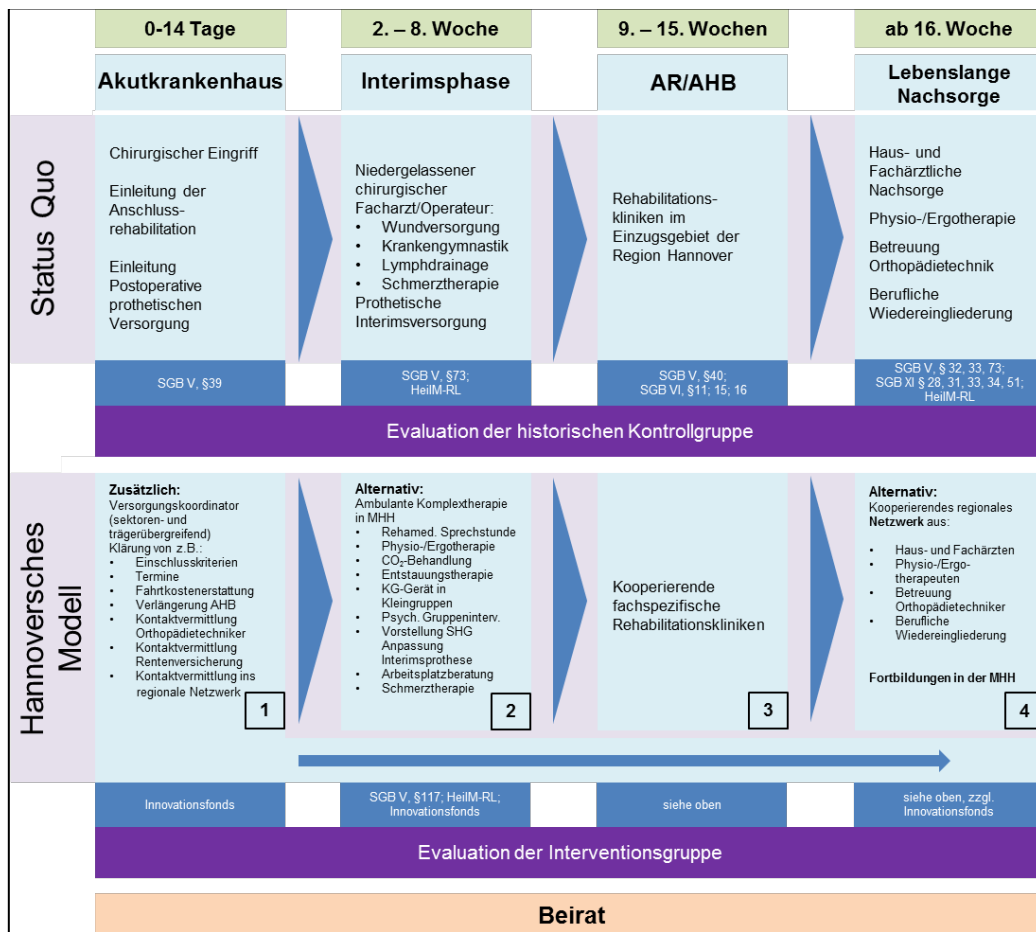 0-14 Tage
2. – 8. Woche
9. – 15. Wochen
ab 16. Woche
Akutkrankenhaus
Interimsphase
AR/AHB
Lebenslange
Nachsorge
Status Quo
Chirurgischer Eingriff
Einleitung der
Anschluss-
rehabilitation
Einleitung
Postoperative
prothetischen
Versorgung
Niedergelassener
chirurgischer
Facharzt/Operateur:
• Wundversorgung
• Krankengymnastik
• Lymphdrainage
• Schmerztherapie
Prothetische
Interimsversorgung
Rehabilitations-
kliniken im
Einzugsgebiet der
Region Hannover
Haus- und
Fachärztliche
Nachsorge
Physio-/Ergotherapie
Betreuung
Orthopädietechnik
Berufliche
Wiedereingliederung
SGB V, §39
SGB V, §73;
HeilM-RL
SGB V, §40;
SGB VI, §11; 15; 16
SGB V, § 32, 33, 73;
SGB XI § 28, 31, 33, 34, 51;
HeilM-RL
Evaluation der historischen Kontrollgruppe
Hannoversches
Modell
Zusätzlich:
Versorgungskoordinator
(sektoren- und
trägerübergreifend)
Klärung von z.B.:
• Einschlusskriterien
• Termine
• Fahrtkostenerstattung
• Verlängerung AHB
• Kontaktvermittlung
Orthopädietechniker
• Kontaktvermittlung
Rentenversicherung
• Kontaktvermittlung ins
regionale Netzwerk
1
Alternativ:
Ambulante Komplextherapie
in MHH
• Rehamed. Sprechstunde
• Physio-/Ergotherapie
• CO₂-Behandlung
• Entstauungstherapie
• KG-Gerät in
Kleingruppen
• Psych. Gruppeninterv.
• Vorstellung SHG
Anpassung
Interimsprothese
• Arbeitsplatzberatung
• Schmerztherapie
2
Kooperierende
fachspezifische
Rehabilitationskliniken
3
Alternativ:
Kooperierendes regionales
Netzwerk aus:
• Haus- und Fachärzten
• Physio-/Ergo-
therapeuten
• Betreuung
Orthopädietechniker
• Berufliche
Wiedereingliederung
Fortbildungen in der MHH
4
Innovationsfonds
SGB V, §117; HeilM-RL;
Innovationsfonds
siehe oben
siehe oben, zzgl.
Innovationsfonds
Evaluation der Interventionsgruppe
Beirat